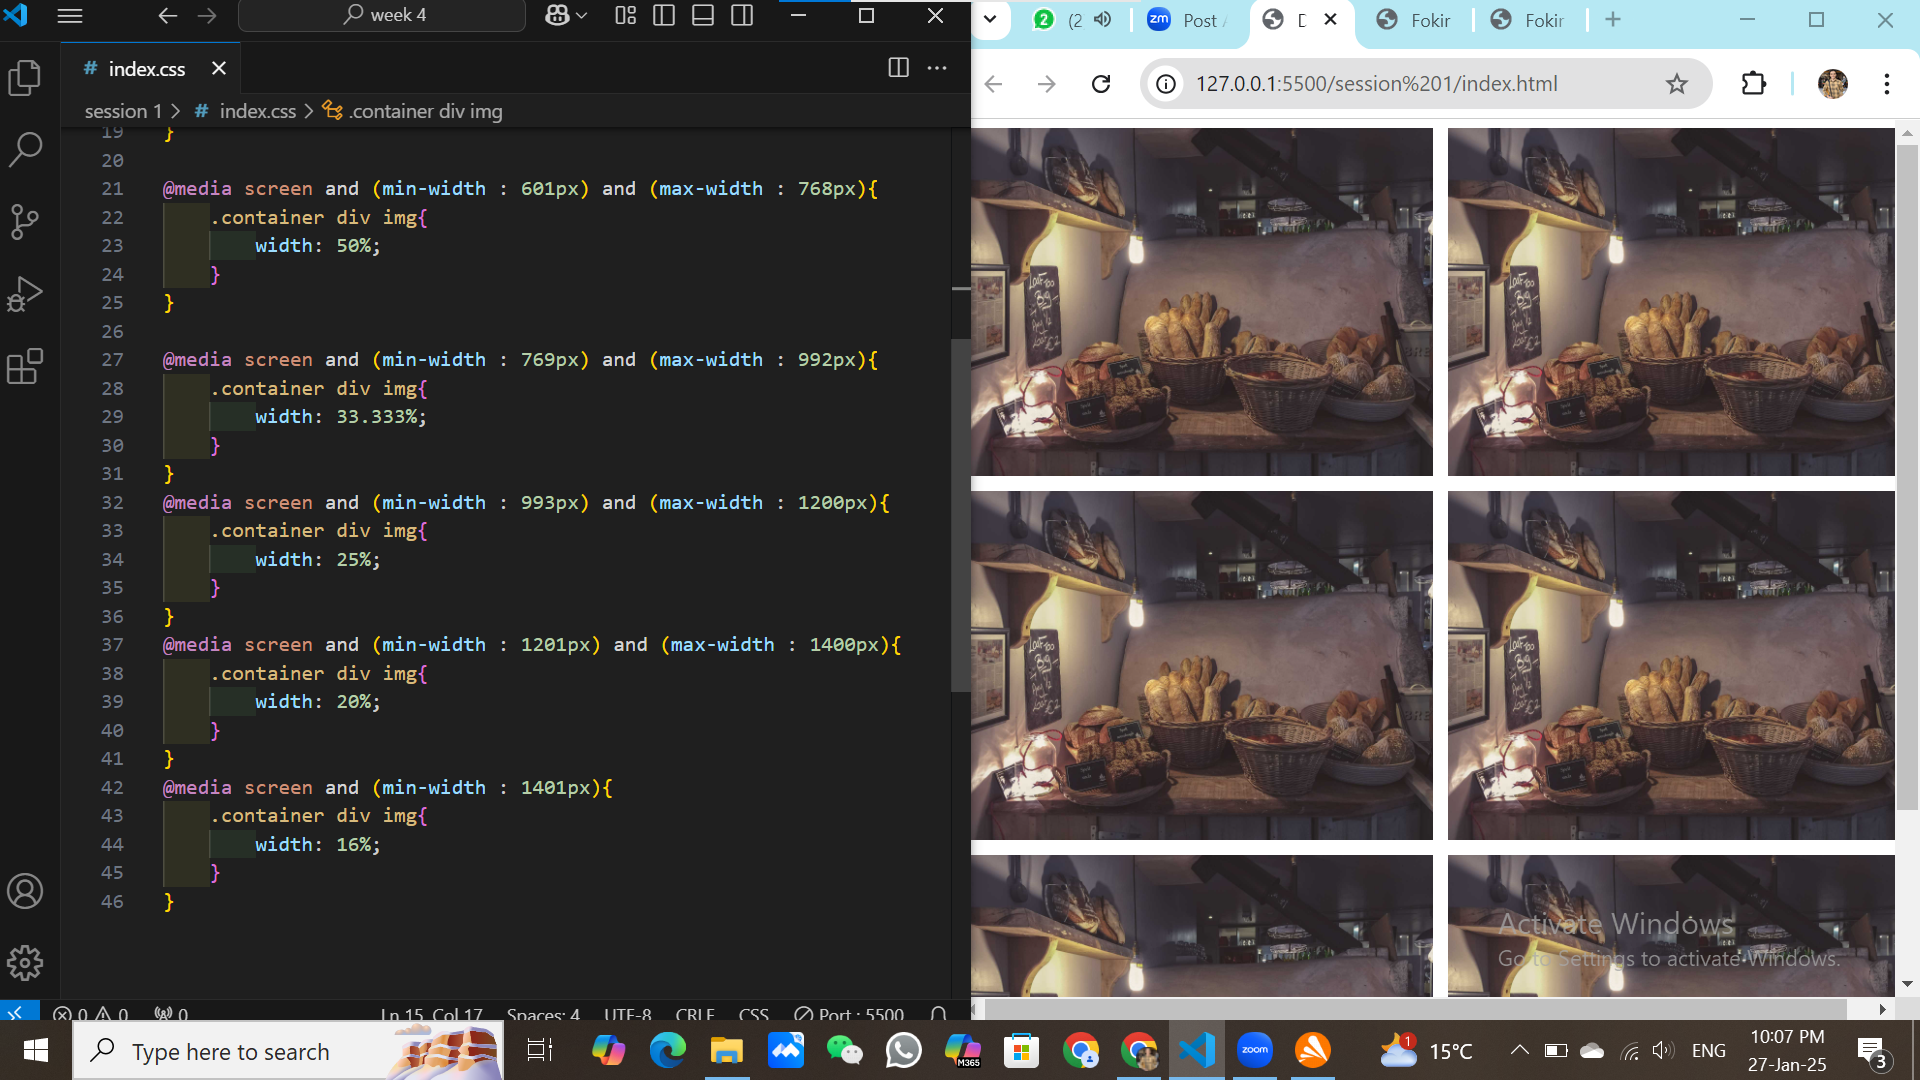 week 4
index.css
session 1 > # index.css > .container div img
19 }
20
21 @media screen and (min-width : 601px) and (max-width : 768px){
22 .container div img{
23 width: 50%;
24 }
25 }
26
27 @media screen and (min-width : 769px) and (max-width : 992px){
28 .container div img{
29 width: 33.333%;
30 }
31 }
32 @media screen and (min-width : 993px) and (max-width : 1200px){
33 .container div img{
34 width: 25%;
35 }
36 }
37 @media screen and (min-width : 1201px) and (max-width : 1400px){
38 .container div img{
39 width: 20%;
40 }
41 }
42 @media screen and (min-width : 1401px){
43 .container div img{
44 width: 16%;
45 }
46 }
0 0 0 Ln 15, Col 17 Spaces: 4 UTF-8 CRLF CSS Port : 5500
2 (2 zm Post D Fokir Fokir
127.0.0.1:5500/session%201/index.html
Activate Windows
Go to Settings to activate Windows.
Type here to search
M365
zoom
1
15°C
ENG
10:07 PM
27-Jan-25
3